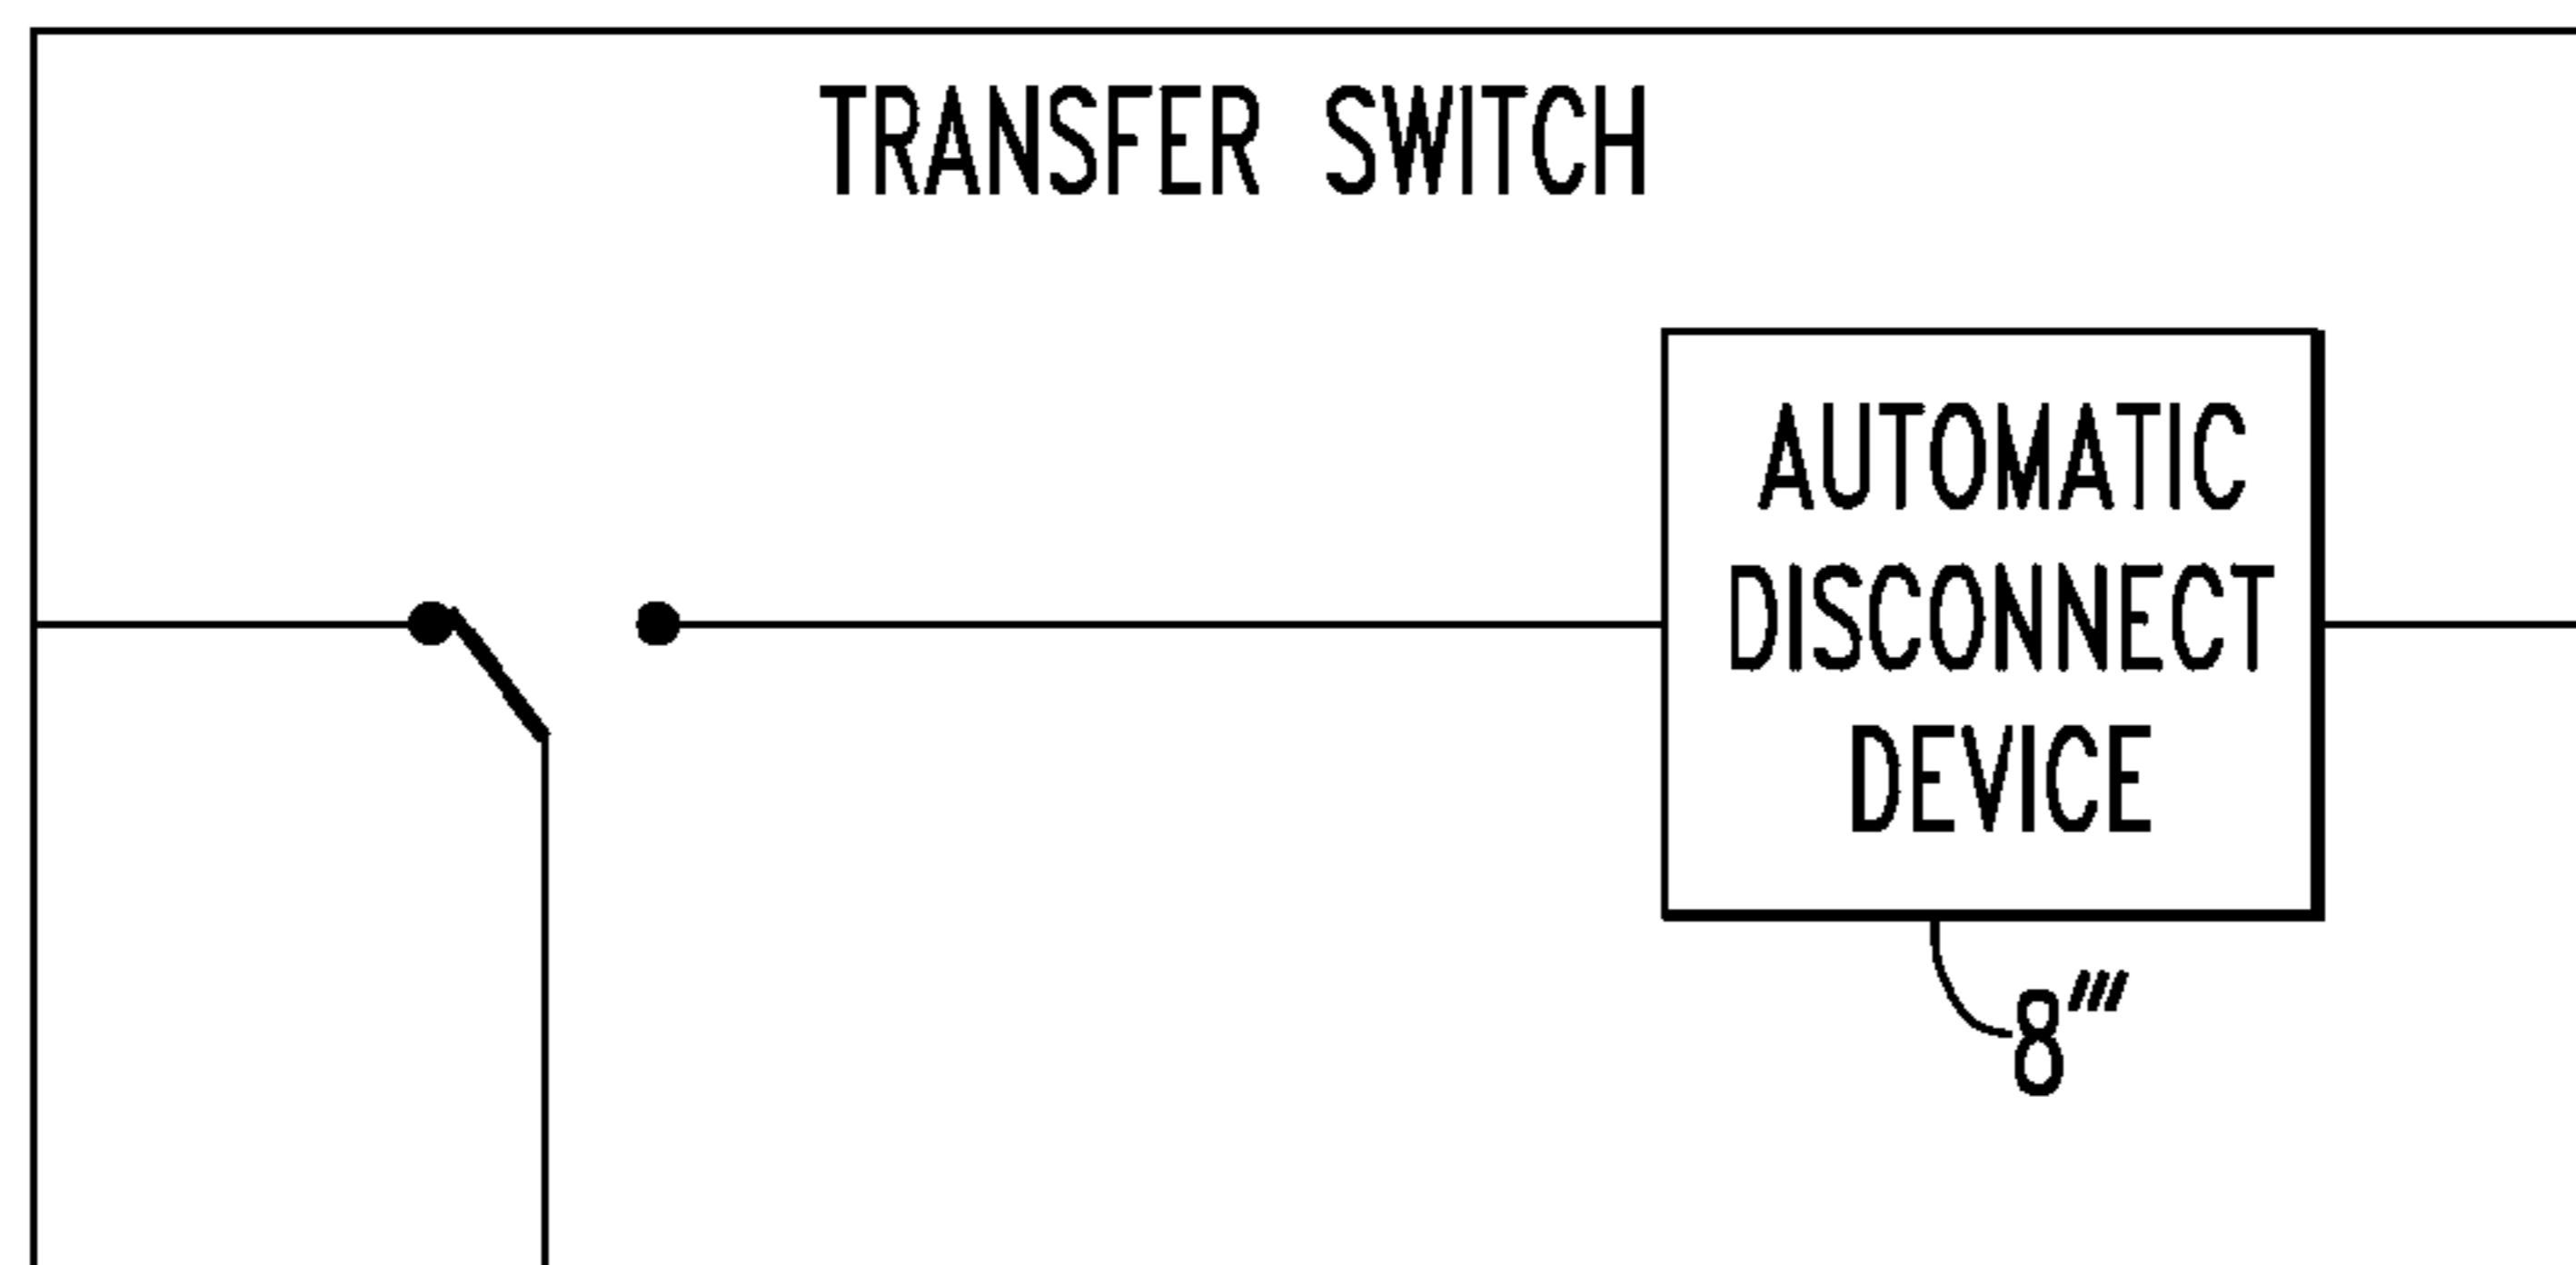 TRANSFER SWITCH
AUTOMATIC
DISCONNECT
DEVICE
8'''